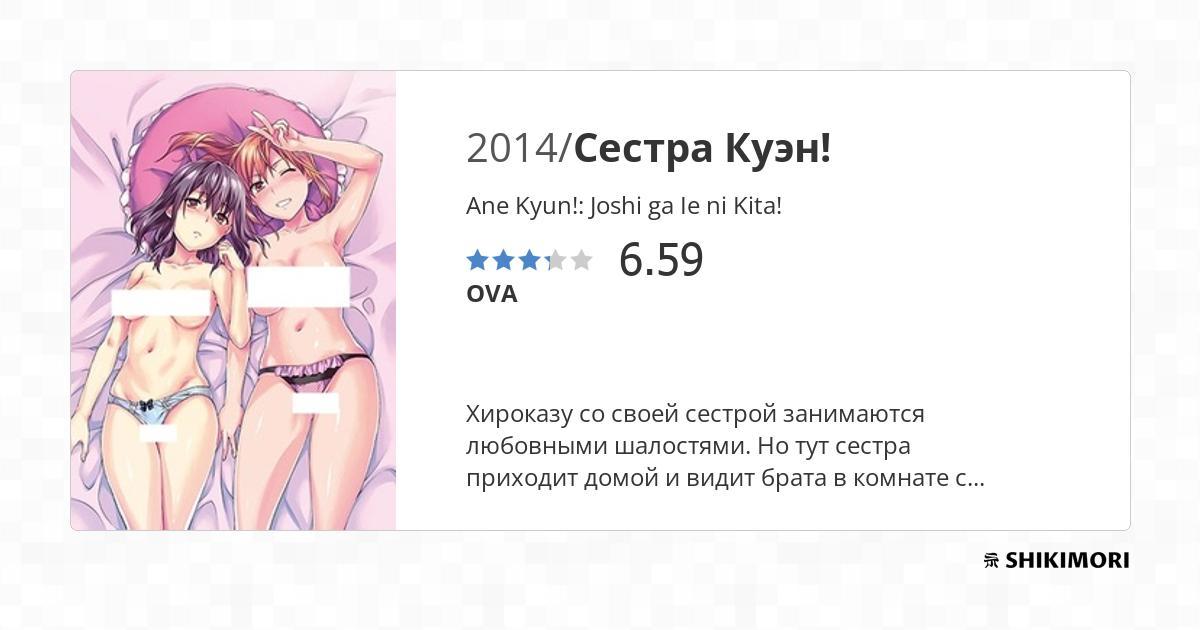 2014/Сестра Куэн!
Ane Kyun!: Joshi ga Ie ni Kita!
6.59
OVA
Хироказу со своей сестрой занимаются
любовными шалостями. Но тут сестра
приходит домой и видит брата в комнате с...
SHIKIMORI